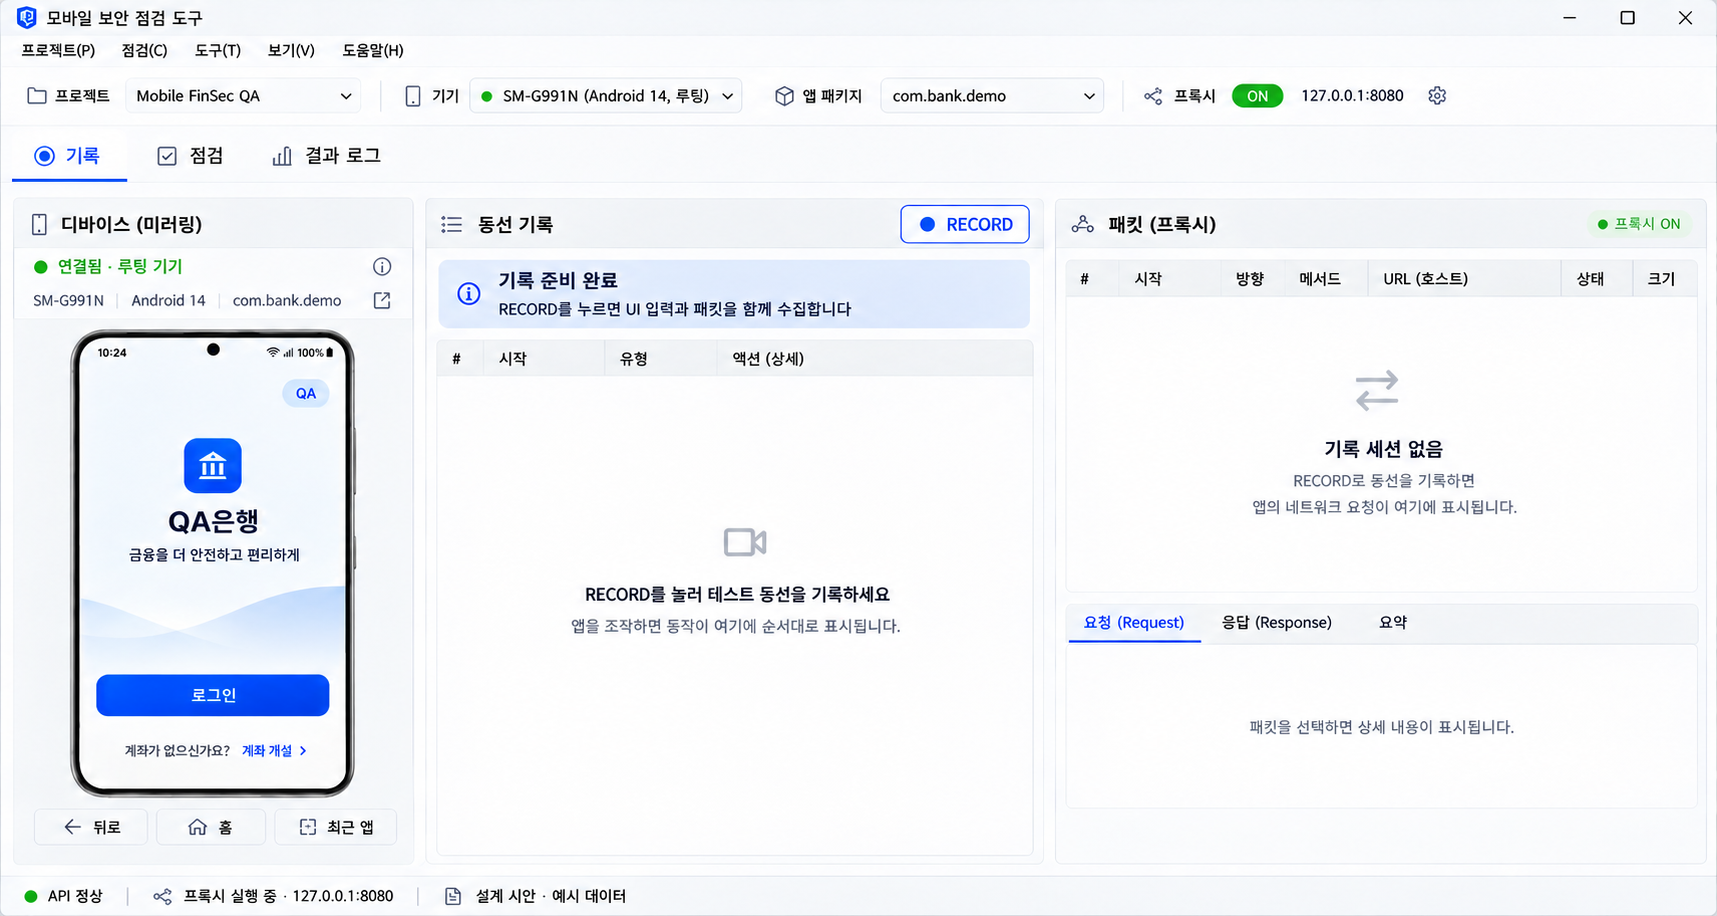 모바일 보안 점검 도구
프로젝트(P) 점검(C) 도구(T) 보기(V) 도움말(H)
프로젝트 Mobile FinSec QA 기기 SM-G991N (Android 14, 루팅) 앱 패키지 com.bank.demo 프록시 ON 127.0.0.1:8080
기록 점검 결과 로그
디바이스 (미러링)
연결됨 · 루팅 기기
SM-G991N Android 14 com.bank.demo
10:24 100%
QA
QA은행
금융을 더 안전하고 편리하게
로그인
계좌가 없으신가요? 계좌 개설
뒤로 홈 최근 앱
동선 기록 RECORD
기록 준비 완료
RECORD를 누르면 UI 입력과 패킷을 함께 수집합니다
# 시작 유형 액션 (상세)
RECORD를 놀러 테스트 동선을 기록하세요
앱을 조작하면 동작이 여기에 순서대로 표시됩니다.
패킷 (프록시) 프록시 ON
# 시작 방향 메서드 URL (호스트) 상태 크기
기록 세션 없음
RECORD로 동선을 기록하면
앱의 네트워크 요청이 여기에 표시됩니다.
요청 (Request) 응답 (Response) 요약
패킷을 선택하면 상세 내용이 표시됩니다.
API 정상 프록시 실행 중 · 127.0.0.1:8080 설계 시안 · 예시 데이터